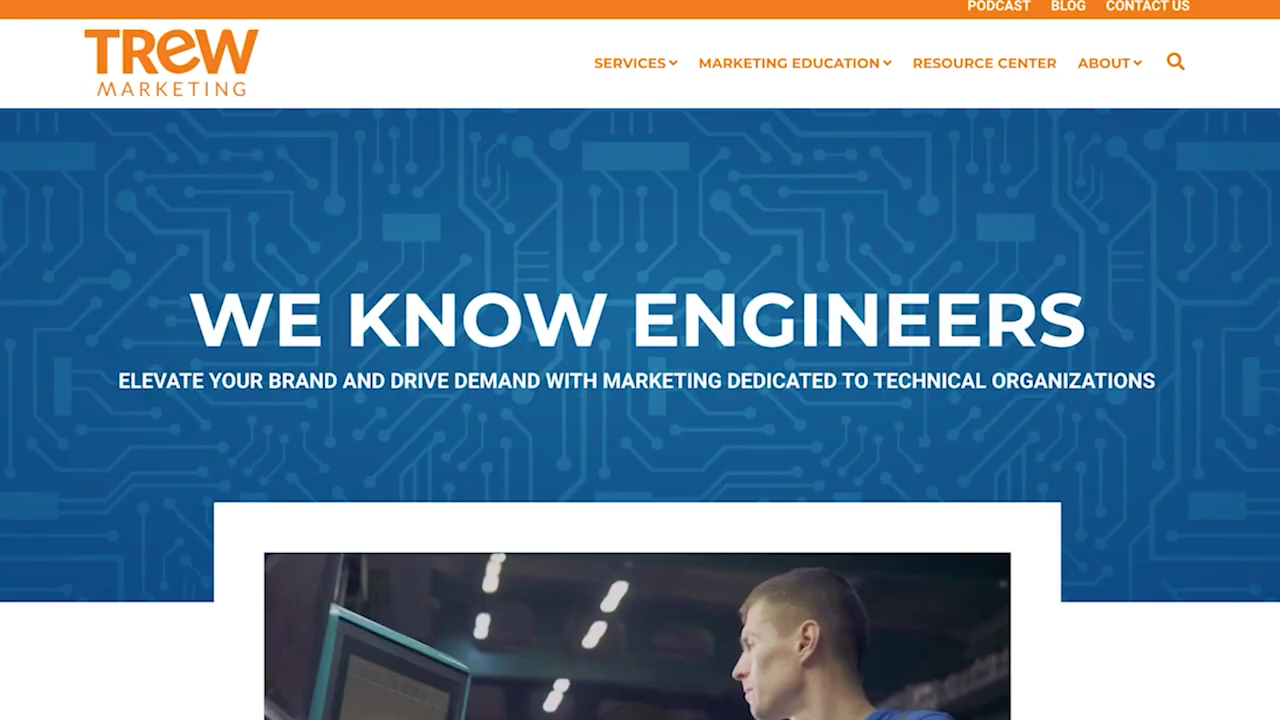 PODCAST BLOG CONTACT US
TREW
MARKETING
SERVICES MARKETING EDUCATION RESOURCE CENTER ABOUT
WE KNOW ENGINEERS
ELEVATE YOUR BRAND AND DRIVE DEMAND WITH MARKETING DEDICATED TO TECHNICAL ORGANIZATIONS